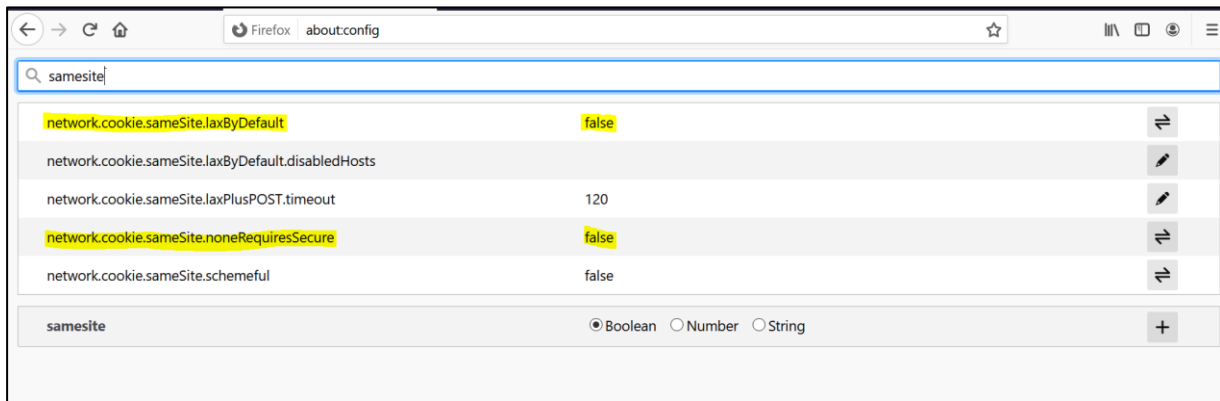 Firefox about:config
samesite
network.cookie.sameSite.laxByDefault false
network.cookie.sameSite.laxByDefault.disabledHosts
network.cookie.sameSite.laxPlusPOST.timeout 120
network.cookie.sameSite.noneRequiresSecure false
network.cookie.sameSite.schemeful false
samesite Boolean Number String